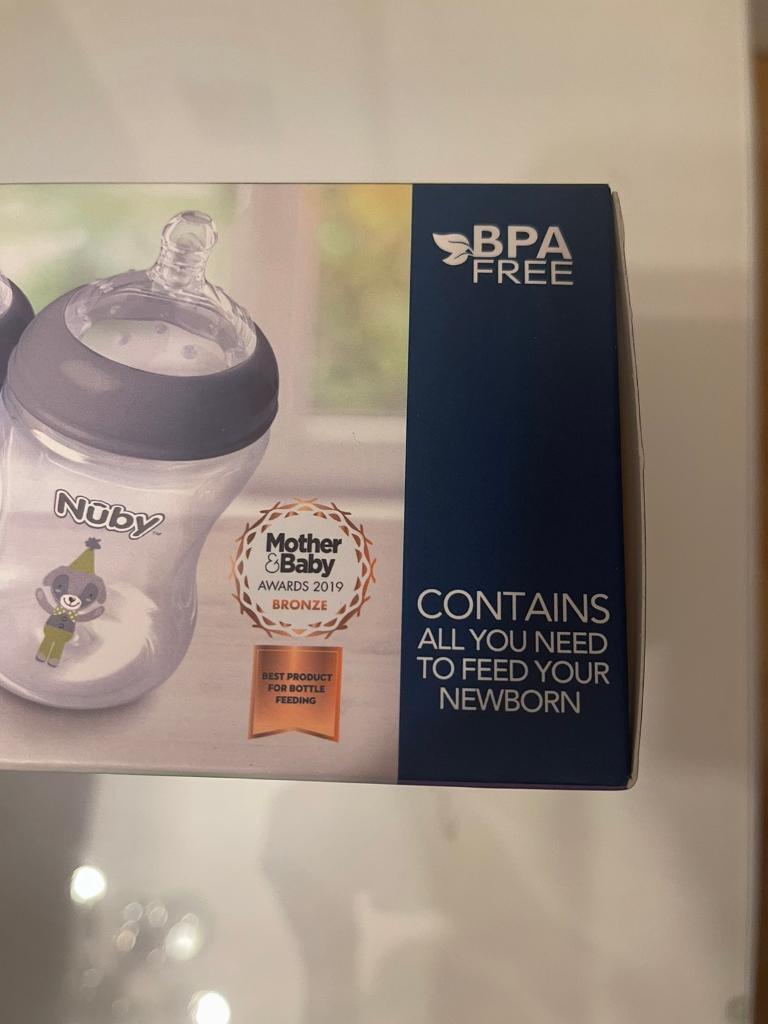 BPA
FREE
Nûby™
Mother
&Baby
AWARDS 2019
BRONZE
BEST PRODUCT
FOR BOTTLE
FEEDING
CONTAINS
ALL YOU NEED
TO FEED YOUR
NEWBORN